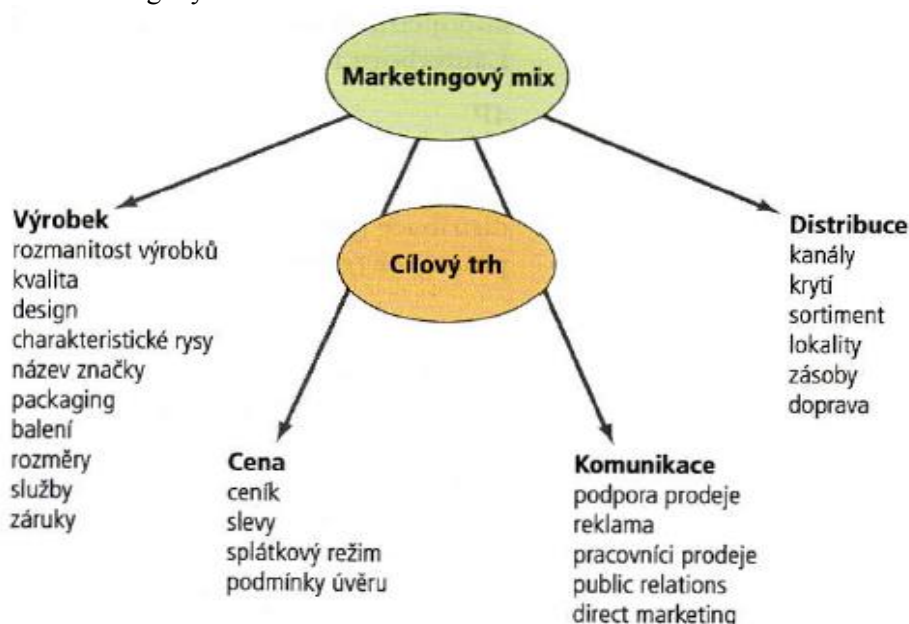 Marketingový mix
Cílový trh
Výrobek
rozmanitost výrobků
kvalita
design
charakteristické rysy
název značky
packaging
balení
rozměry
služby
záruky
Cena
ceník
slevy
splátkový režim
podmínky úvěru
Komunikace
podpora prodeje
reklama
pracovníci prodeje
public relations
direct marketing
Distribuce
kanály
krytí
sortiment
lokality
zásoby
doprava